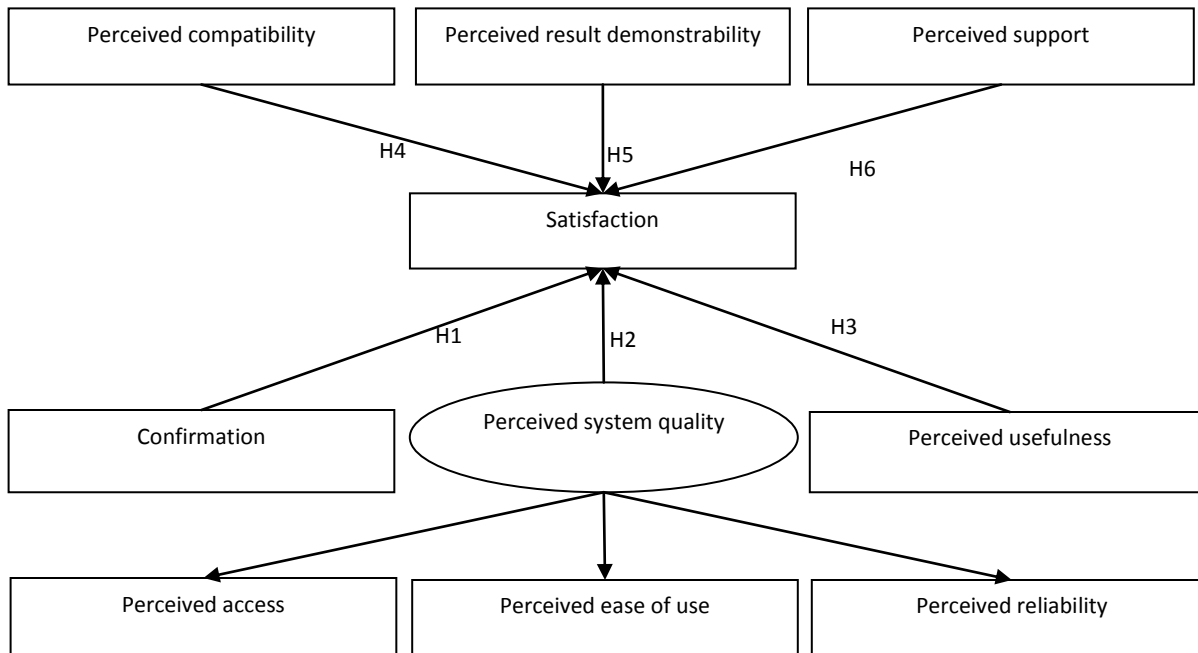 Perceived compatibility
Perceived result demonstrability
Perceived support
H4
H5
H6
Satisfaction
H1
H2
H3
Confirmation
Perceived system quality
Perceived usefulness
Perceived access
Perceived ease of use
Perceived reliability